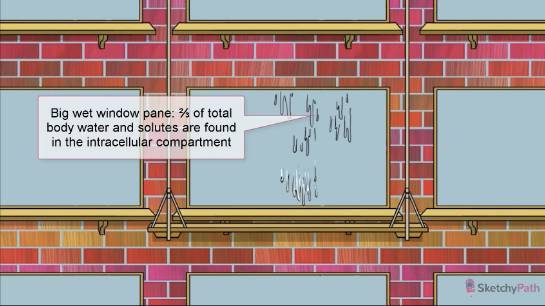 Big wet window pane: ⅔ of total
body water and solutes are found
in the intracellular compartment
SketchyPath